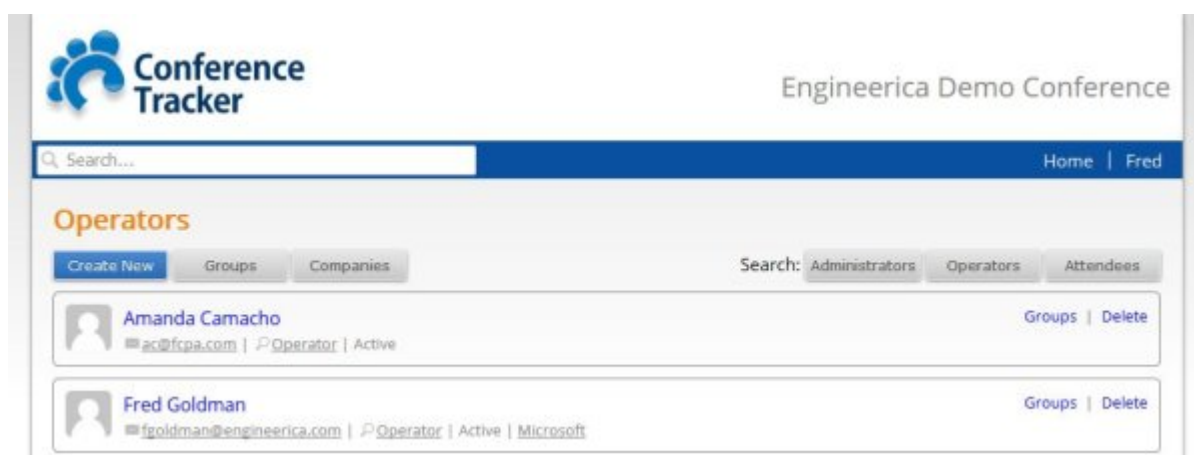 Conference
Tracker
Engineerica Demo Conference
Search...
Home | Fred
Operators
Create New Groups Companies Search: Administrators Operators Attendees
Amanda Camacho Groups | Delete
ac@fcpa.com | Operator | Active
Fred Goldman Groups | Delete
fgoldman@engineerica.com | Operator | Active | Microsoft